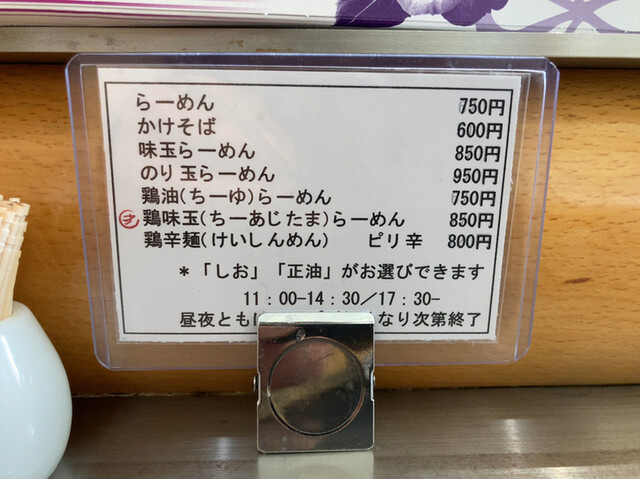 らーめん 750円
かけそば 600円
味玉らーめん 850円
のり玉らーめん 950円
鶏油(ちーゆ)らーめん 750円
鶏味玉(ちーあじたま)らーめん 850円
鶏辛麺(けいしんめん) ピリ辛 800円
*「しお」「正油」がお選びできます
11:00-14:30/17:30-
昼夜とも なり次第終了